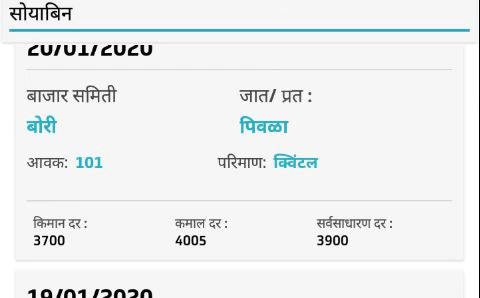 सोयाबिन
20/01/2020
बाजार समिती जात/ प्रत :
बोरी पिवळा
आवक: 101 परिमाण: क्विंटल
किमान दर : कमाल दर : सर्वसाधारण दर :
3700 4005 3900
19/01/2020